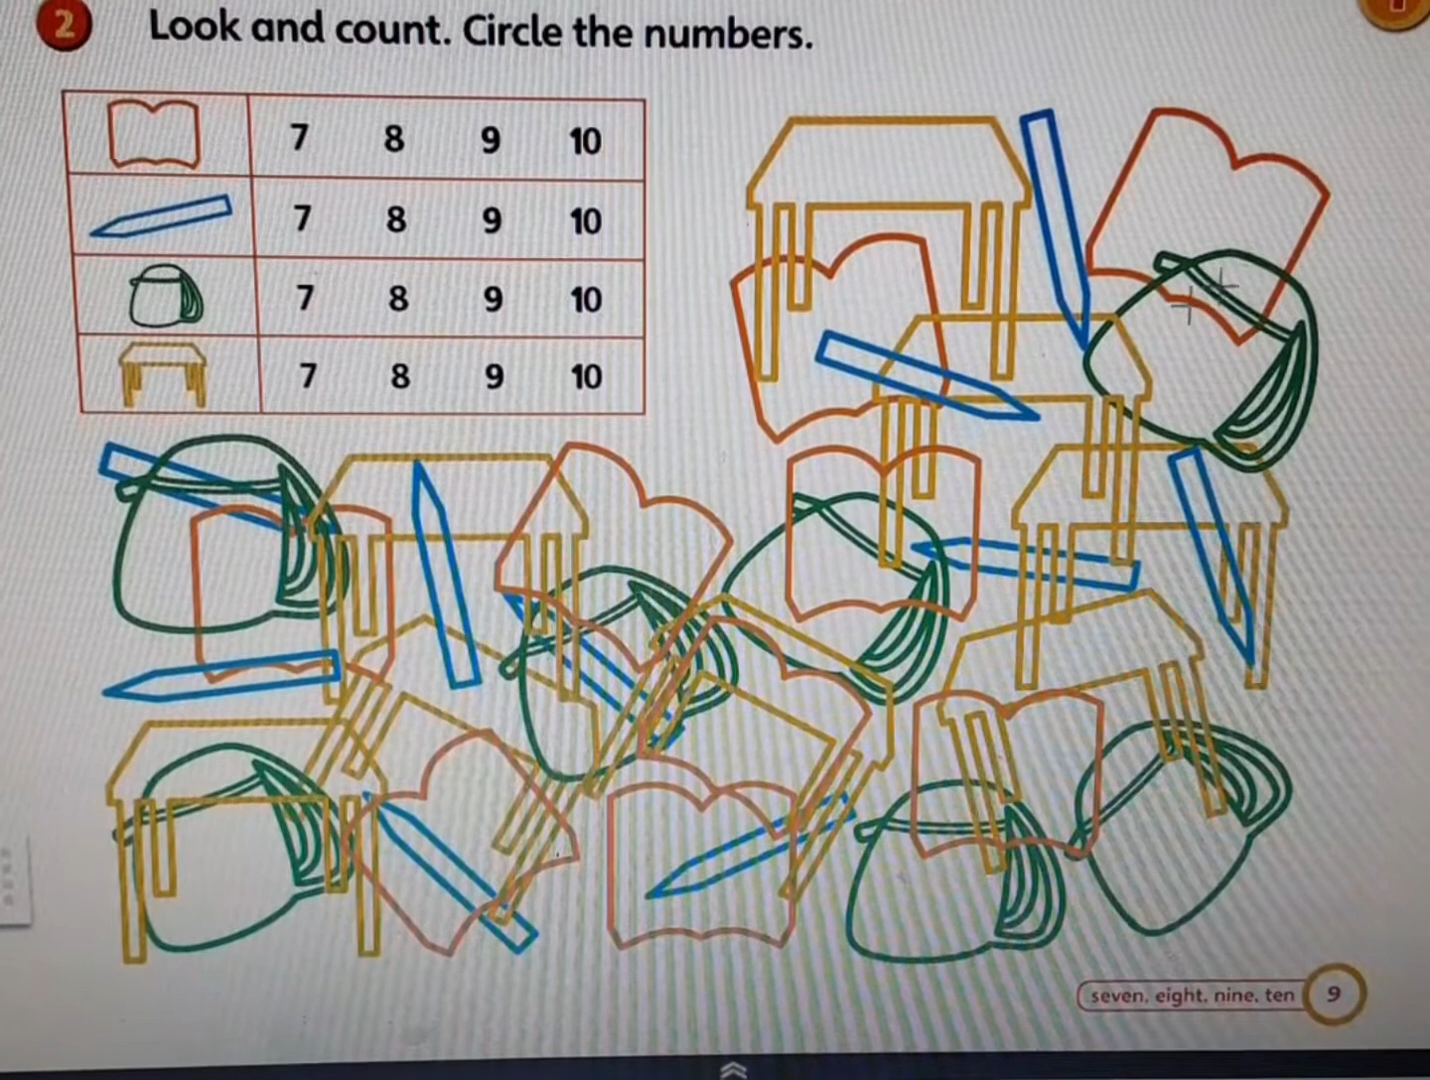 2 Look and count. Circle the numbers.
7 8 9 10
7 8 9 10
7 8 9 10
7 8 9 10
seven, eight, nine, ten 9